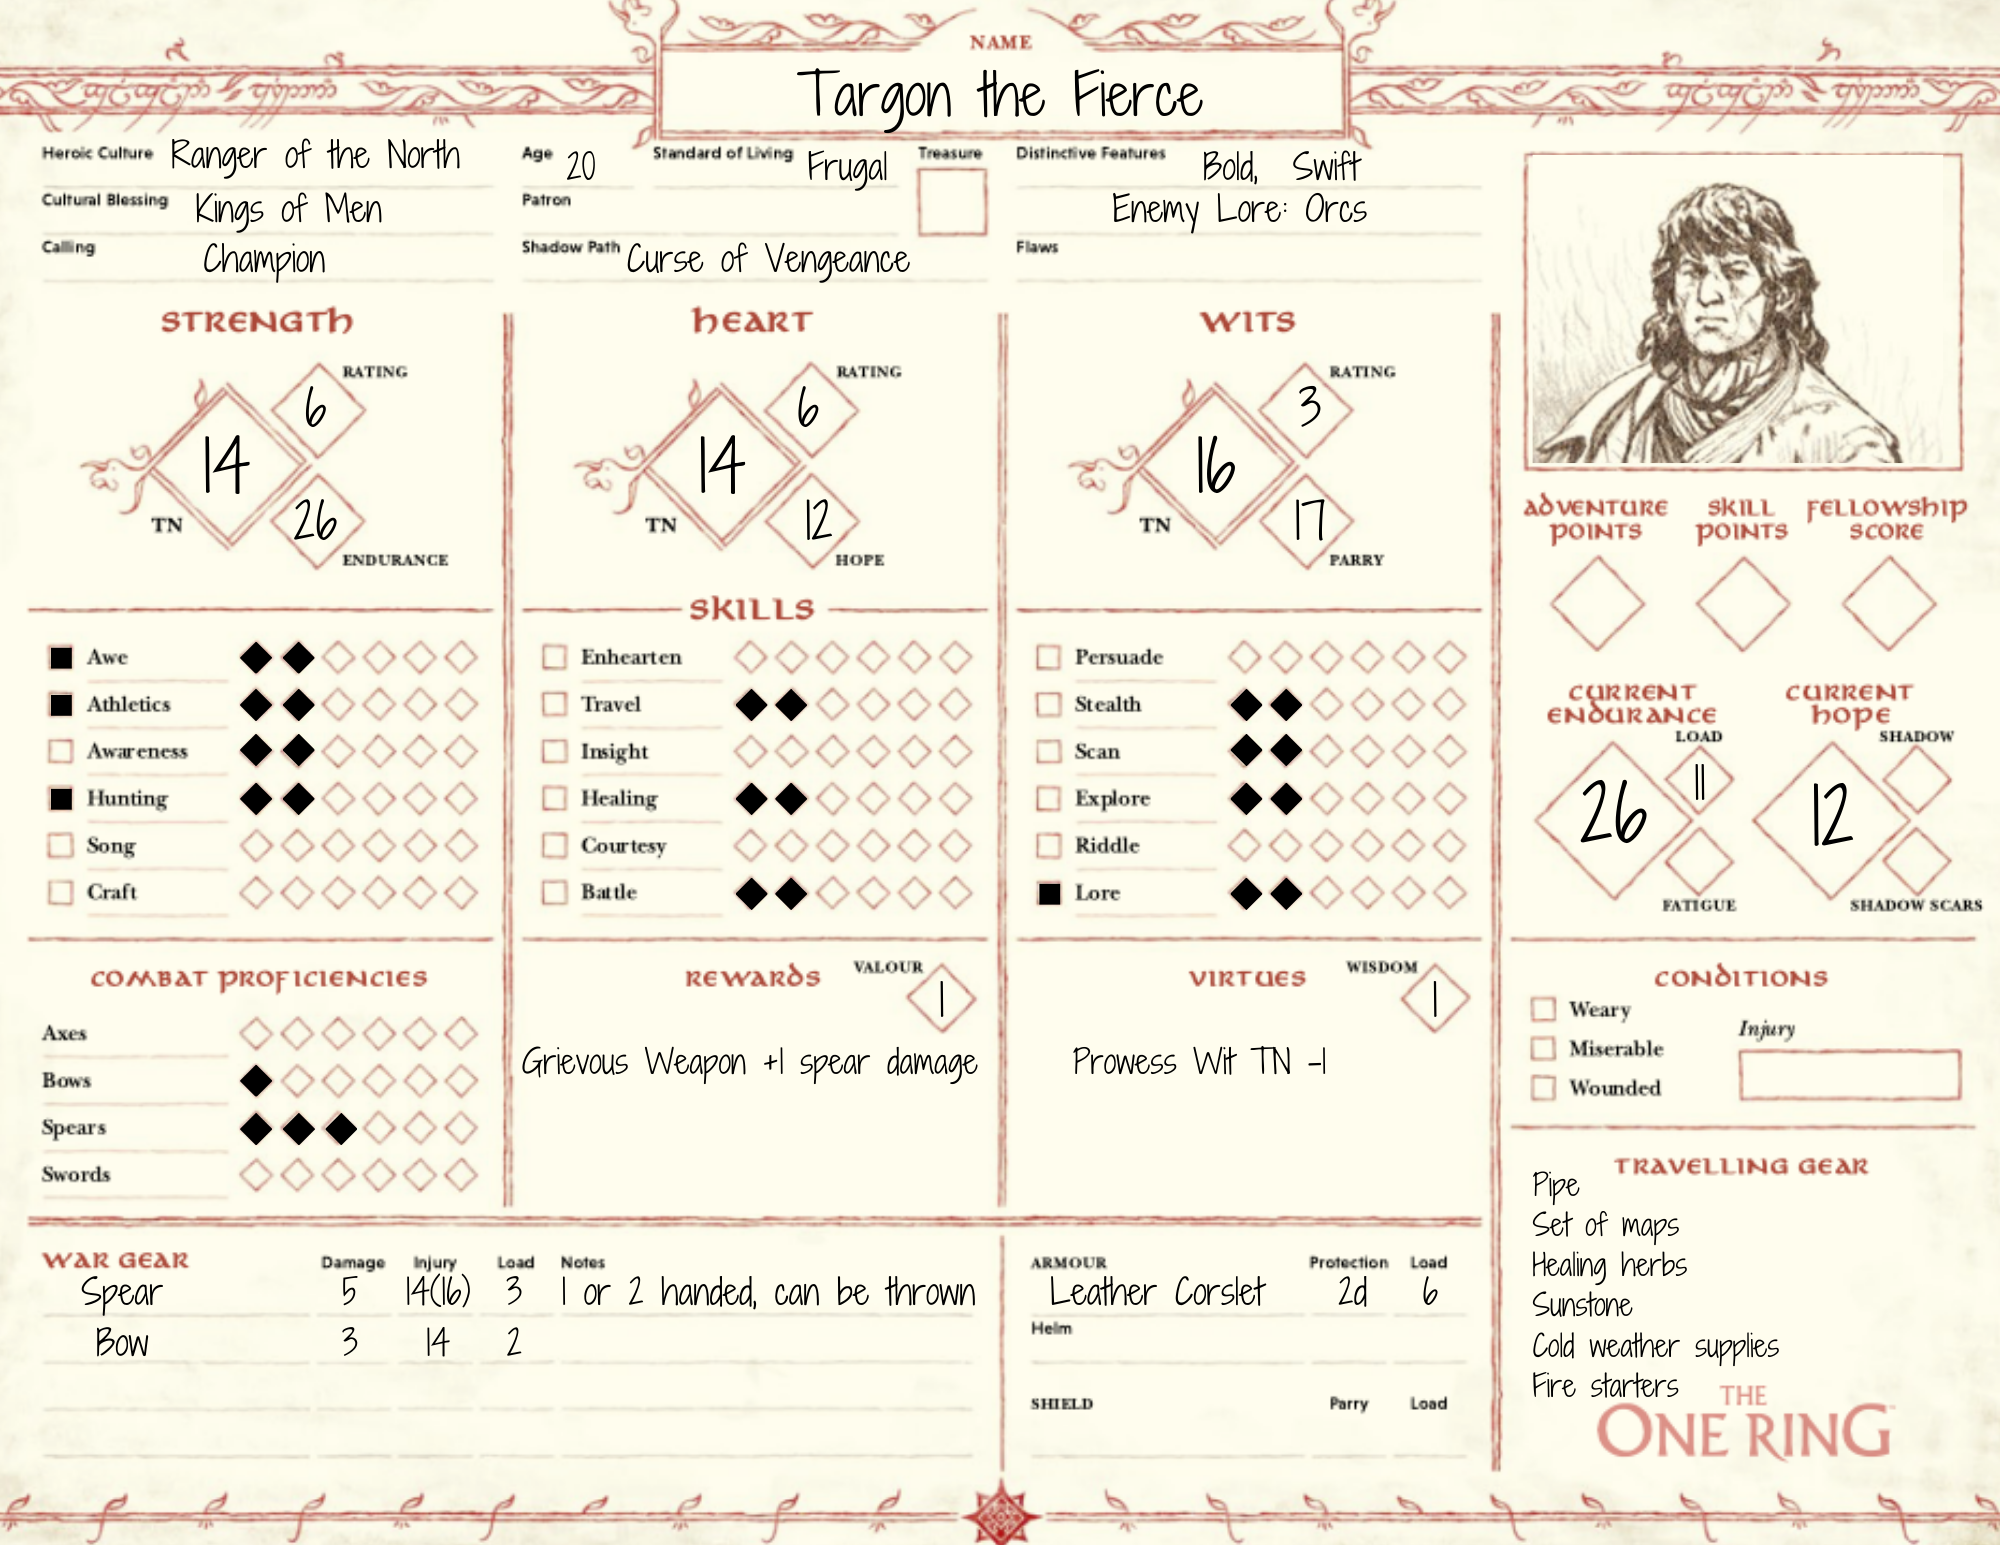 NAME
Targon the Fierce
Heroic Culture Ranger of the North
Age 20
Standard of Living Frugal
Treasure
Distinctive Features Bold, Swift
Enemy Lore: Orcs
Cultural Blessing Kings of Men
Patron
Calling Champion
Shadow Path Curse of Vengeance
Flaws
STRENGTH
RATING
6
14
TN
26
ENDURANCE
HEART
RATING
6
14
TN
12
HOPE
WITS
RATING
3
16
TN
17
PARRY
SKILLS
Awe
Athletics
Awareness
Hunting
Song
Craft
Enhearten
Travel
Insight
Healing
Courtesy
Battle
Persuade
Stealth
Scan
Explore
Riddle
Lore
ADVENTURE POINTS
SKILL POINTS
FELLOWSHIP SCORE
CURRENT ENDURANCE
26
LOAD
11
FATIGUE
CURRENT HOPE
12
SHADOW
SHADOW SCARS
COMBAT PROFICIENCIES
Axes
Bows
Spears
Swords
REWARDS
VALOUR
1
Grievous Weapon +1 spear damage
VIRTUES
WISDOM
1
Prowess Wit TN -1
CONDITIONS
Weary
Miserable
Wounded
Injury
TRAVELLING GEAR
Pipe
Set of maps
Healing herbs
Sunstone
Cold weather supplies
Fire starters
WAR GEAR Damage Injury Load Notes
Spear 5 14(16) 3 1 or 2 handed, can be thrown
Bow 3 14 2
ARMOUR Protection Load
Leather Corslet 2d 6
Helm
SHIELD Parry Load
THE
ONE RING